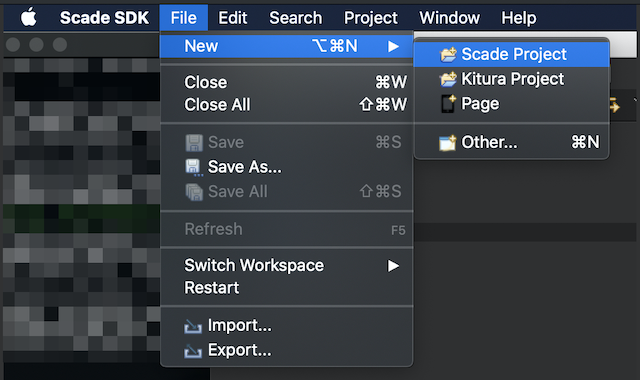 Scade SDK File Edit Search Project Window Help
New ⌥⌘N ▶
Scade Project
Kitura Project
Page
Other... ⌘N
Close ⌘W
Close All ⇧⌘W
Save ⌘S
Save As...
Save All ⇧⌘S
Refresh F5
Switch Workspace ▶
Restart
Import...
Export...